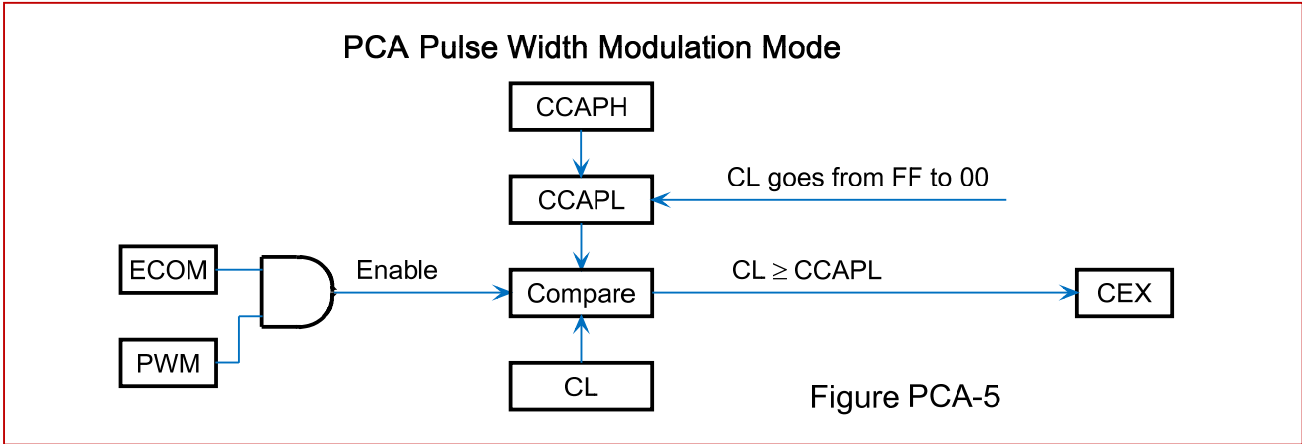 PCA Pulse Width Modulation Mode
CCAPH
CL goes from FF to 00
CCAPL
ECOM
Enable
Compare
CL ≥ CCAPL
CEX
PWM
CL
Figure PCA-5